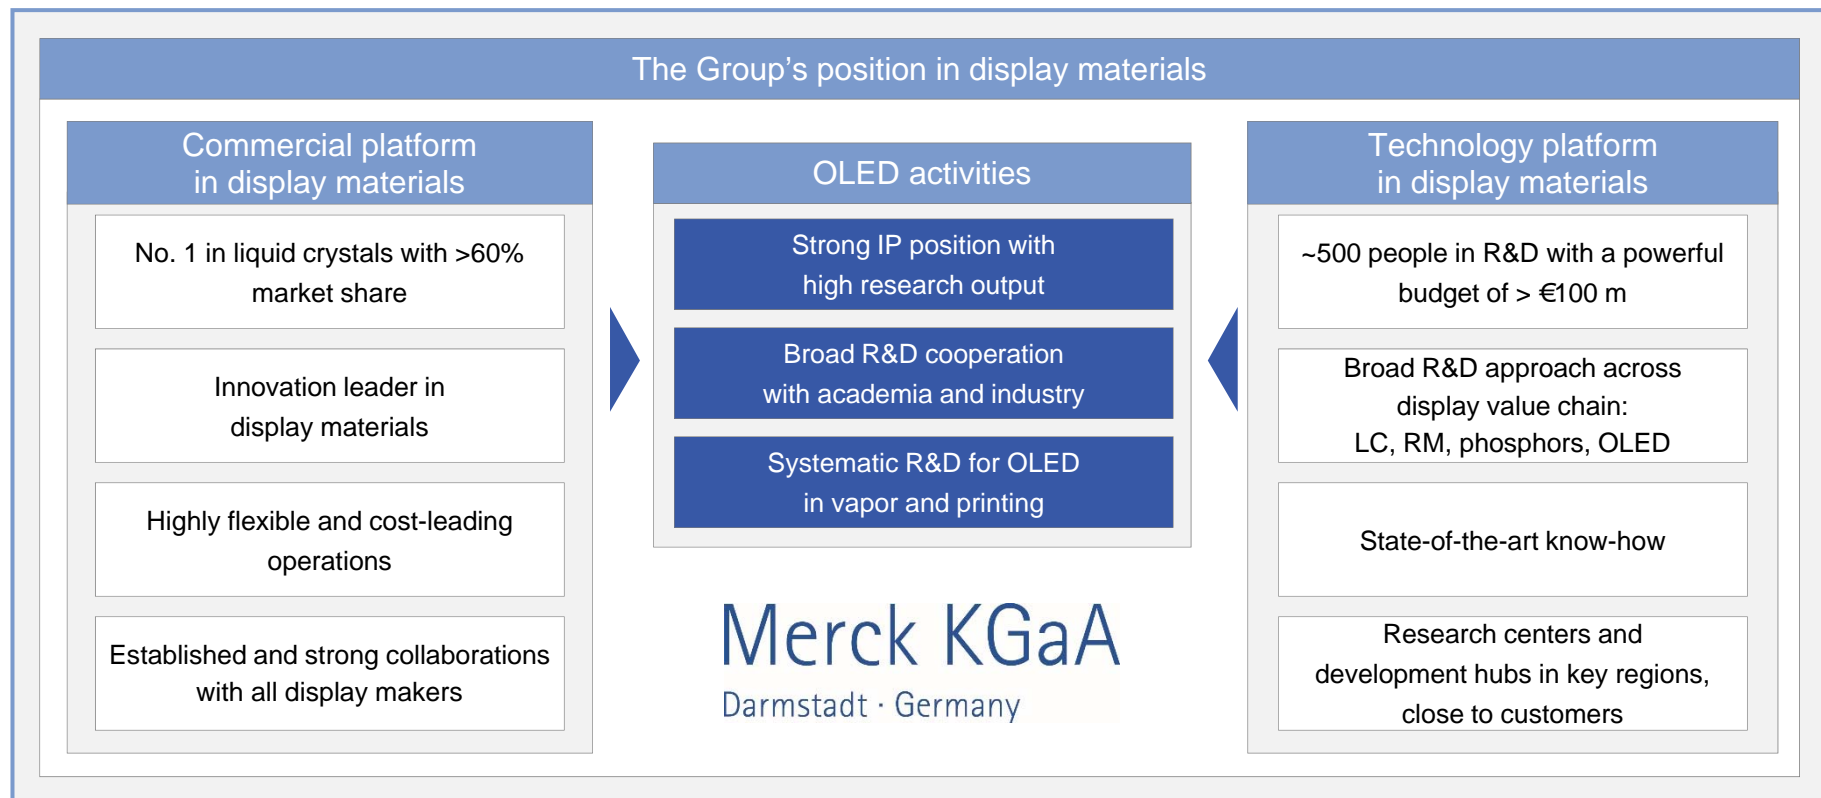 The Group’s position in display materials
Commercial platform
in display materials
No. 1 in liquid crystals with >60%
market share
Innovation leader in
display materials
Highly flexible and cost-leading
operations
Established and strong collaborations
with all display makers
OLED activities
Strong IP position with
high research output
Broad R&D cooperation
with academia and industry
Systematic R&D for OLED
in vapor and printing
Merck KGaA
Darmstadt · Germany
Technology platform
in display materials
~500 people in R&D with a powerful
budget of > €100 m
Broad R&D approach across
display value chain:
LC, RM, phosphors, OLED
State-of-the-art know-how
Research centers and
development hubs in key regions,
close to customers